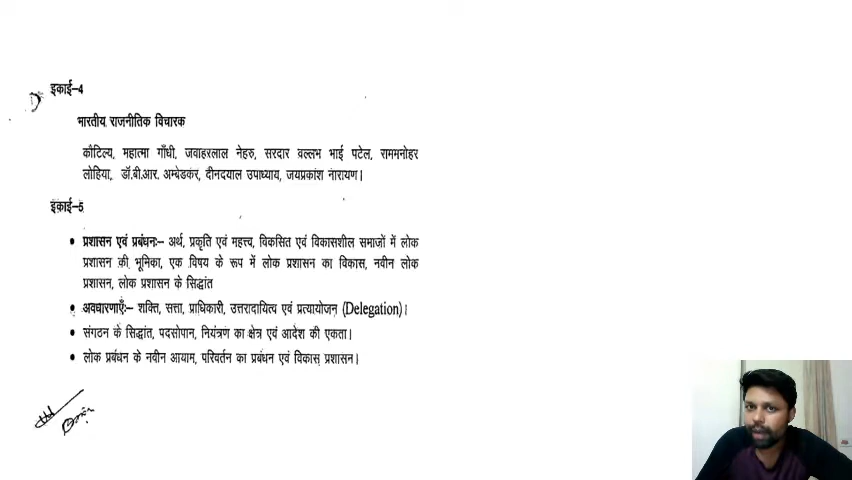 इकाई–4
भारतीय राजनीतिक विचारक
कौटिल्य, महात्मा गाँधी, जवाहरलाल नेहरु, सरदार वल्लभ भाई पटेल, राममनोहर
लोहिया, डॉ.बी.आर. अम्बेडकर, दीनदयाल उपाध्याय, जयप्रकाश नारायण।
इकाई–5
• प्रशासन एवं प्रबंधनः– अर्थ, प्रकृति एवं महत्त्व, विकसित एवं विकासशील समाजों में लोक
प्रशासन की भूमिका, एक विषय के रूप में लोक प्रशासन का विकास, नवीन लोक
प्रशासन, लोक प्रशासन के सिद्धांत
• अवधारणाएँः– शक्ति, सत्ता, प्राधिकारी, उत्तरादायित्य एवं प्रत्यायोजन (Delegation)।
• संगठन के सिद्धांत, पदसोपान, नियंत्रण का क्षेत्र एवं आदेश की एकता।
• लोक प्रबंधन के नवीन आयाम, परिवर्तन का प्रबंधन एवं विकास प्रशासन।